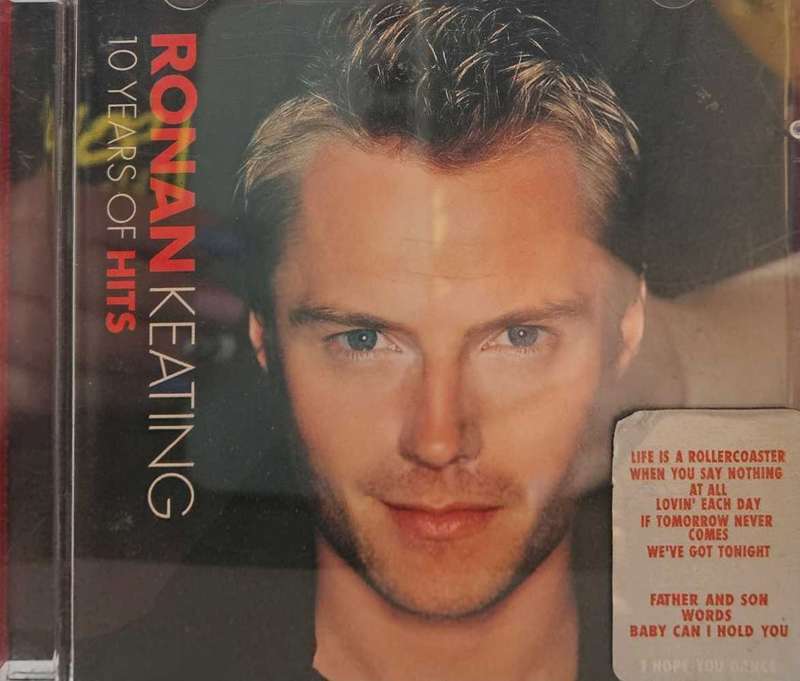 RONAN KEATING
10 YEARS OF HITS
LIFE IS A ROLLERCOASTER
WHEN YOU SAY NOTHING
AT ALL
LOVIN' EACH DAY
IF TOMORROW NEVER
COMES
WE'VE GOT TONIGHT
FATHER AND SON
WORDS
BABY CAN I HOLD YOU
I HOPE YOU DANCE